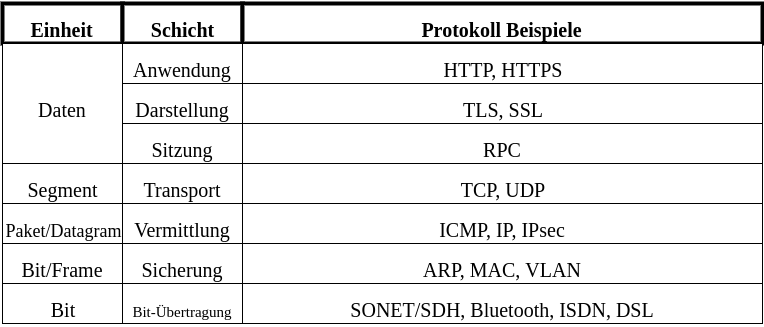 Einheit Schicht Protokoll Beispiele
Anwendung HTTP, HTTPS
Daten Darstellung TLS, SSL
Sitzung RPC
Segment Transport TCP, UDP
Paket/Datagram Vermittlung ICMP, IP, IPsec
Bit/Frame Sicherung ARP, MAC, VLAN
Bit Bit-Übertragung SONET/SDH, Bluetooth, ISDN, DSL